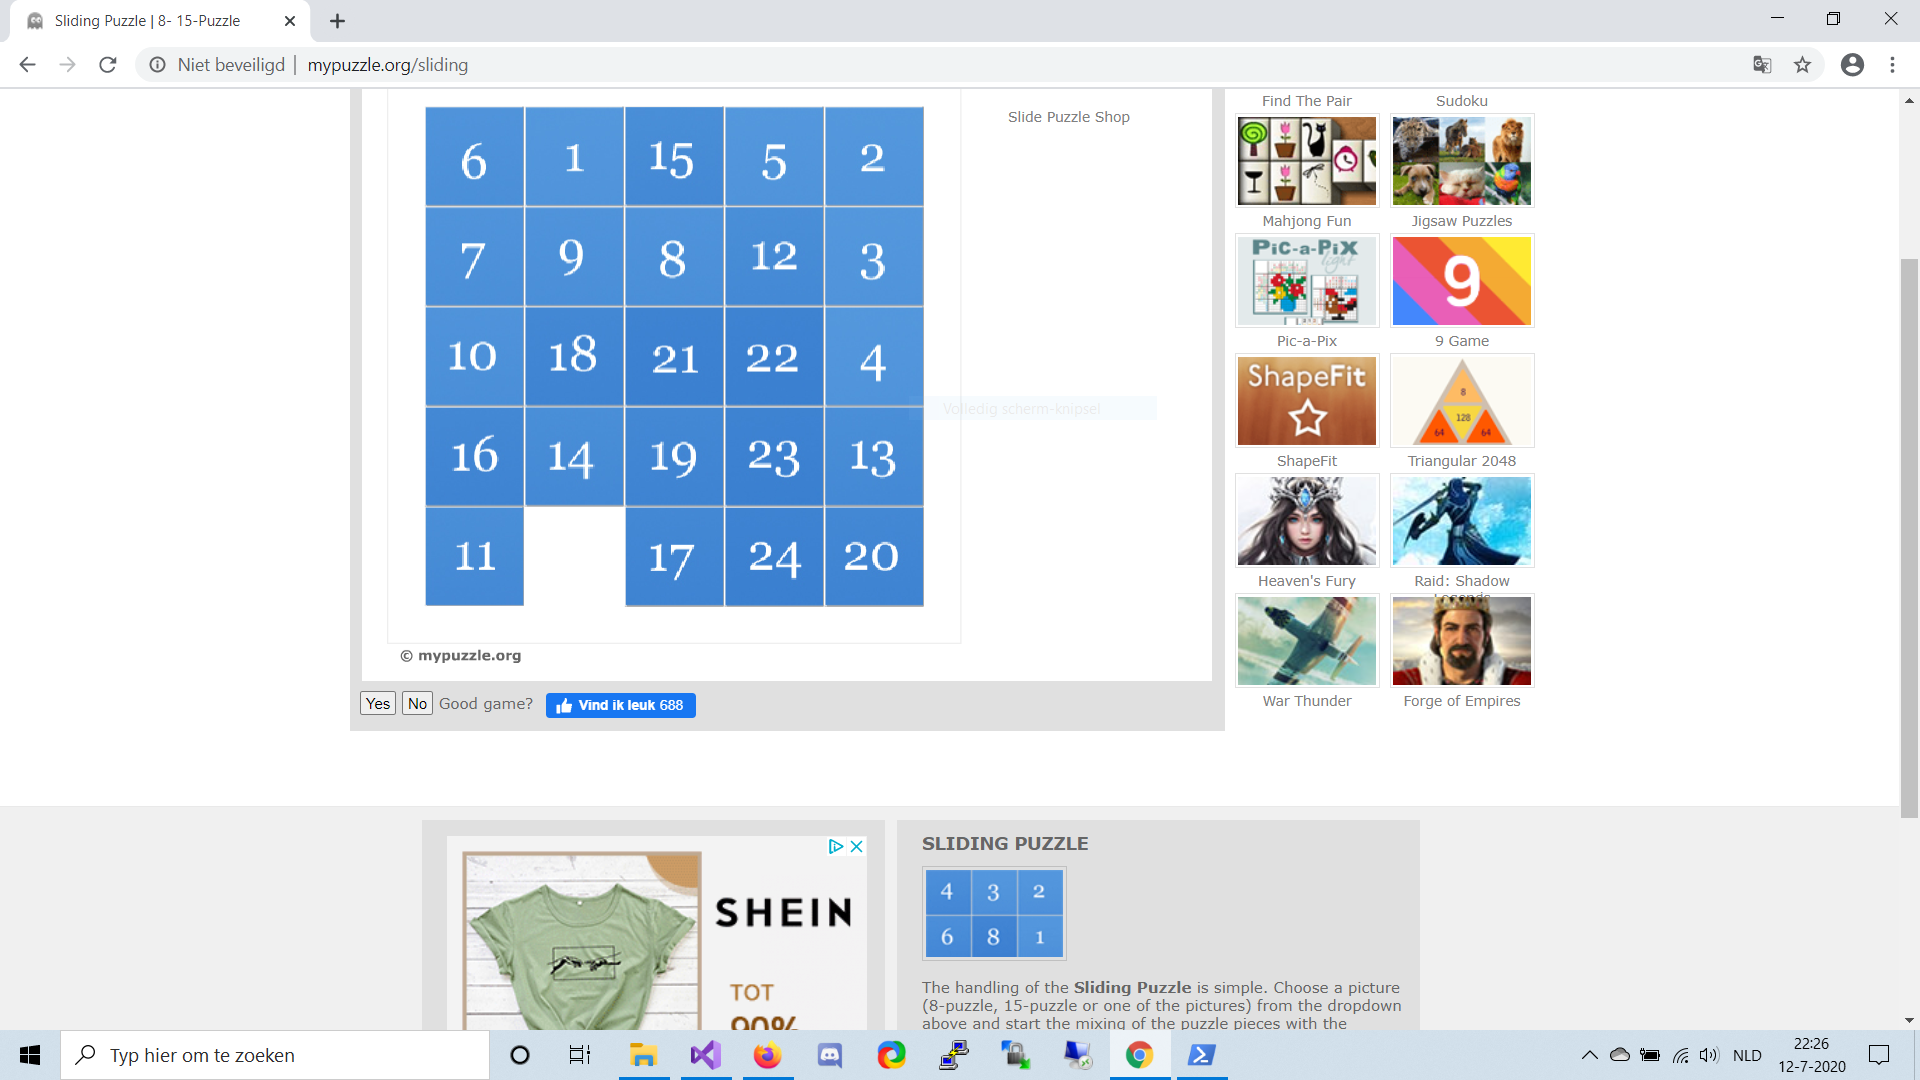 Sliding Puzzle | 8- 15-Puzzle
Niet beveiligd | mypuzzle.org/sliding
6 1 15 5 2
7 9 8 12 3
10 18 21 22 4
16 14 19 23 13
11 17 24 20
© mypuzzle.org
Slide Puzzle Shop
Volledig scherm-knipsel
Yes No Good game? Vind ik leuk 688
Find The Pair Sudoku
Mahjong Fun Jigsaw Puzzles
PiC-a-PiX
light
9
Pic-a-Pix 9 Game
ShapeFit
8
128
64 64
ShapeFit Triangular 2048
Heaven's Fury Raid: Shadow
Legends
War Thunder Forge of Empires
SHEIN
TOT
90%
SLIDING PUZZLE
4 3 2
6 8 1
The handling of the Sliding Puzzle is simple. Choose a picture
(8-puzzle, 15-puzzle or one of the pictures) from the dropdown
above and start the mixing of the puzzle pieces with the
Typ hier om te zoeken
NLD
22:26
12-7-2020